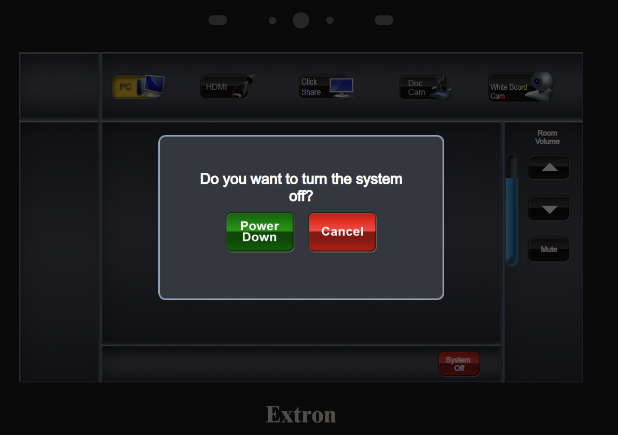 PC
HDMI
Click
Share
Doc
Cam
White Board
Cam
Room
Volume
Do you want to turn the system
off?
Power
Down
Cancel
Mute
System
Off
Extron